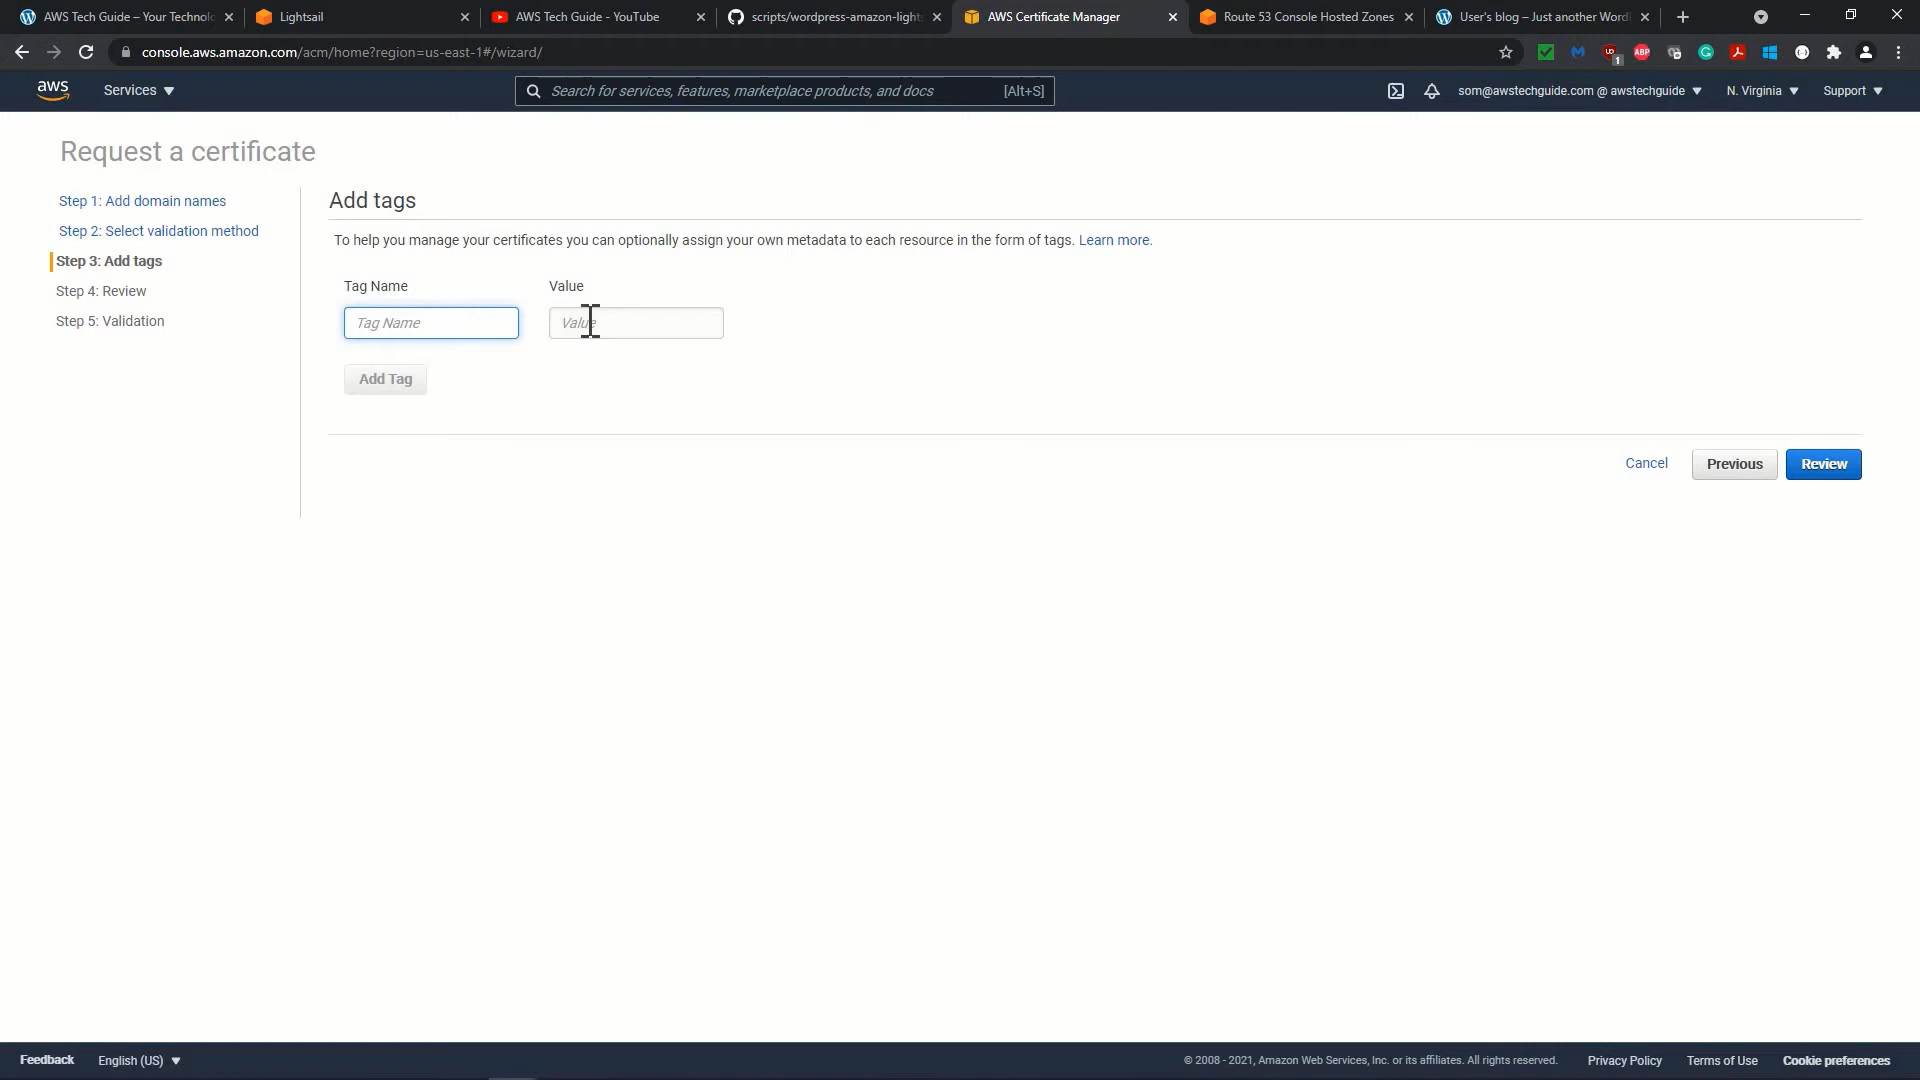 AWS Tech Guide – Your Technolo
Lightsail
AWS Tech Guide - YouTube
scripts/wordpress-amazon-light
AWS Certificate Manager
Route 53 Console Hosted Zones
User's blog – Just another Word
console.aws.amazon.com/acm/home?region=us-east-1#/wizard/
ABP
1
aws
Services
Search for services, features, marketplace products, and docs
[Alt+S]
som@awstechguide.com @ awstechguide
N. Virginia
Support
Request a certificate
Step 1: Add domain names
Step 2: Select validation method
Step 3: Add tags
Step 4: Review
Step 5: Validation
Add tags
To help you manage your certificates you can optionally assign your own metadata to each resource in the form of tags. Learn more.
Tag Name
Value
Tag Name
Value
Add Tag
Cancel
Previous
Review
Feedback
English (US)
© 2008 - 2021, Amazon Web Services, Inc. or its affiliates. All rights reserved.
Privacy Policy
Terms of Use
Cookie preferences